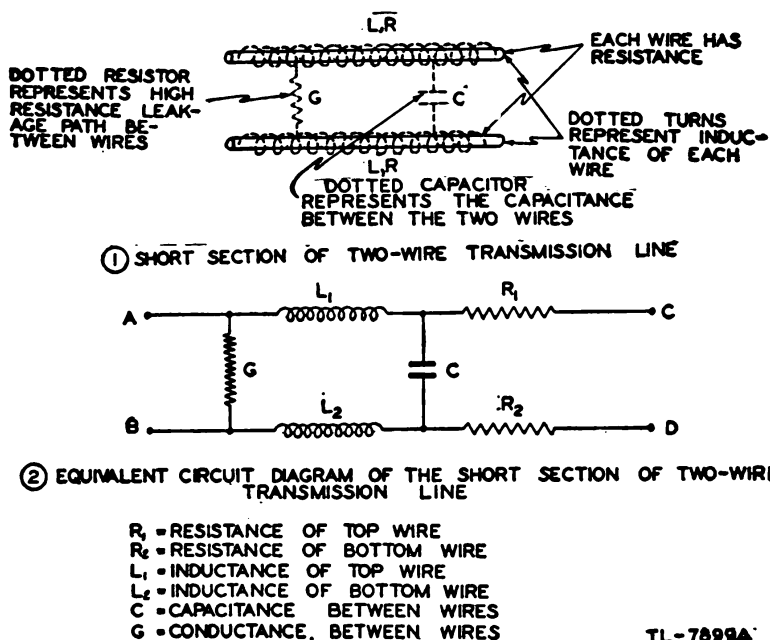 L,R
EACH WIRE HAS
RESISTANCE
DOTTED RESISTOR
REPRESENTS HIGH
RESISTANCE LEAK-
AGE PATH BE-
TWEEN WIRES
G
C
DOTTED TURNS
REPRESENT INDUC-
TANCE OF EACH
WIRE
L,R
DOTTED CAPACITOR
REPRESENTS THE CAPACITANCE
BETWEEN THE TWO WIRES
① SHORT SECTION OF TWO-WIRE TRANSMISSION LINE
A
L₁
R₁
C
G
C
B
L₂
R₂
D
② EQUIVALENT CIRCUIT DIAGRAM OF THE SHORT SECTION OF TWO-WIRE
TRANSMISSION LINE
R₁ = RESISTANCE OF TOP WIRE
R₂ = RESISTANCE OF BOTTOM WIRE
L₁ = INDUCTANCE OF TOP WIRE
L₂ = INDUCTANCE OF BOTTOM WIRE
C = CAPACITANCE BETWEEN WIRES
G = CONDUCTANCE, BETWEEN WIRES
TL-7899A